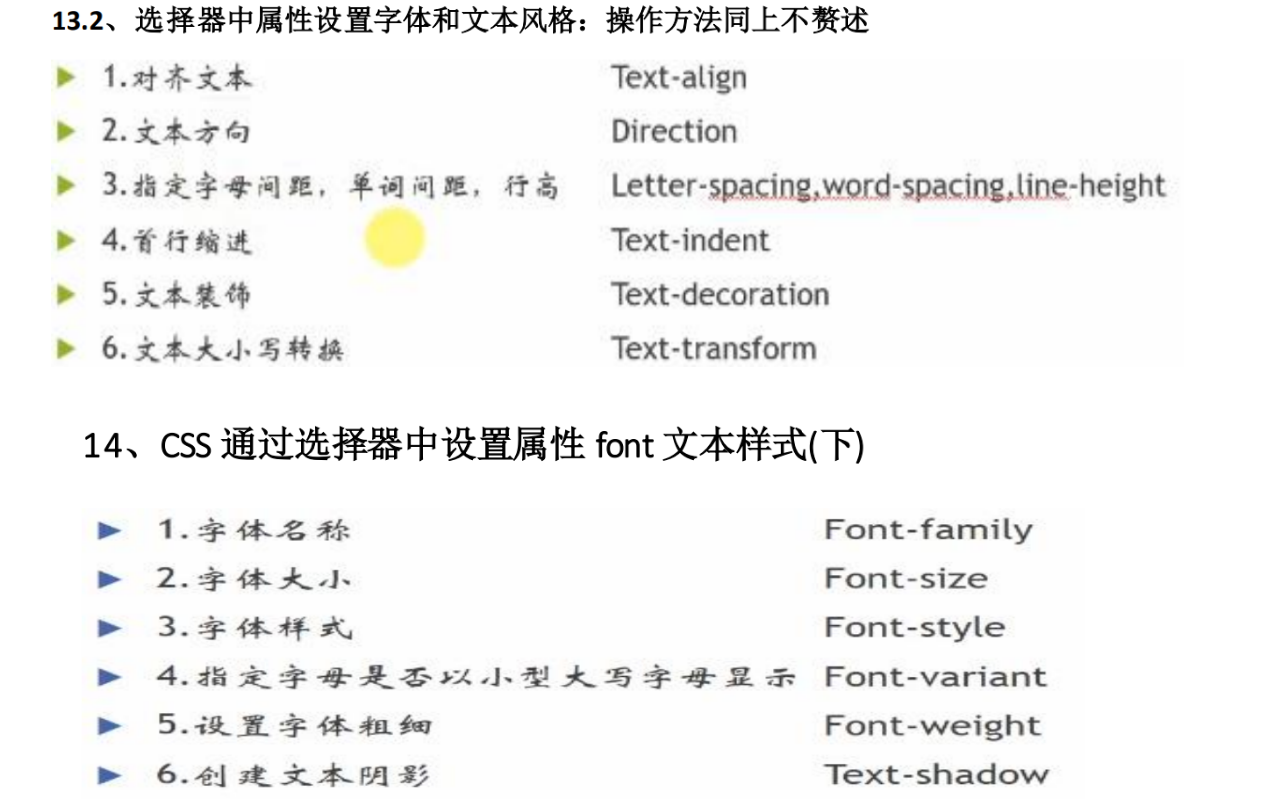 13.2、选择器中属性设置字体和文本风格：操作方法同上不赘述
1.对齐文本 Text-align
2.文本方向 Direction
3.指定字母间距，单词间距，行高 Letter-spacing,word-spacing,line-height
4.首行缩进 Text-indent
5.文本装饰 Text-decoration
6.文本大小写转换 Text-transform
14、CSS 通过选择器中设置属性 font 文本样式(下)
1.字体名称 Font-family
2.字体大小 Font-size
3.字体样式 Font-style
4.指定字母是否以小型大写字母显示 Font-variant
5.设置字体粗细 Font-weight
6.创建文本阴影 Text-shadow